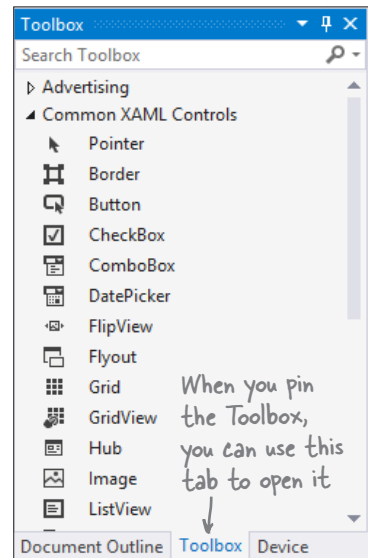 Toolbox
Search Toolbox
Advertising
Common XAML Controls
Pointer
Border
Button
CheckBox
ComboBox
DatePicker
FlipView
Flyout
Grid
GridView
Hub
Image
ListView
When you pin
the Toolbox,
you can use this
tab to open it
Document Outline Toolbox Device